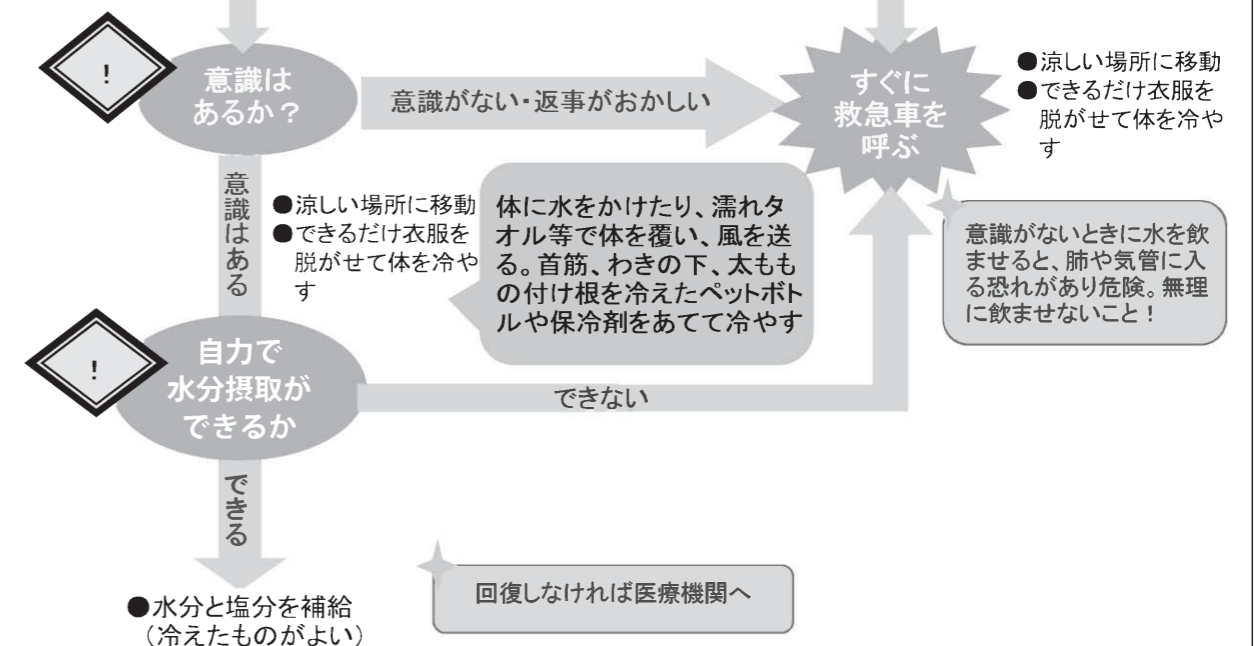 !
意識は
あるか？
意識がない・返事がおかしい
すぐに
救急車を
呼ぶ
●涼しい場所に移動
●できるだけ衣服を
脱がせて体を冷や
す
意識はある
●涼しい場所に移動
●できるだけ衣服を
脱がせて体を冷や
す
体に水をかけたり、濡れタ
オル等で体を覆い、風を送
る。首筋、わきの下、太もも
の付け根を冷えたペットボト
ルや保冷剤をあてて冷やす
意識がないときに水を飲
ませると、肺や気管に入
る恐れがあり危険。無理
に飲ませないこと！
!
自力で
水分摂取が
できるか
できない
できる
●水分と塩分を補給
（冷えたものがよい）
回復しなければ医療機関へ